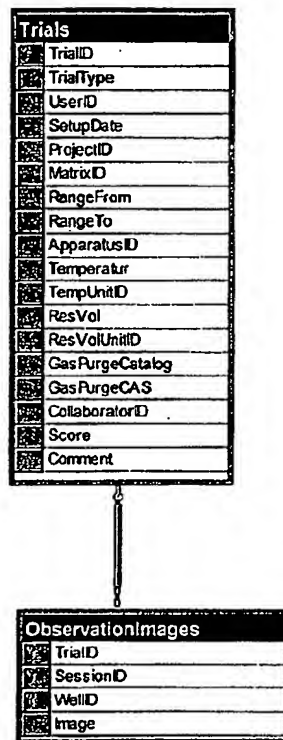 Trials
TrialID
TrialType
UserID
SetupDate
ProjectID
MatrixID
RangeFrom
RangeTo
ApparatusID
Temperatur
TempUnitID
ResVol
ResVolUnitID
GasPurgeCatalog
GasPurgeCAS
CollaboratorID
Score
Comment
ObservationImages
TrialID
SessionID
WellID
Image